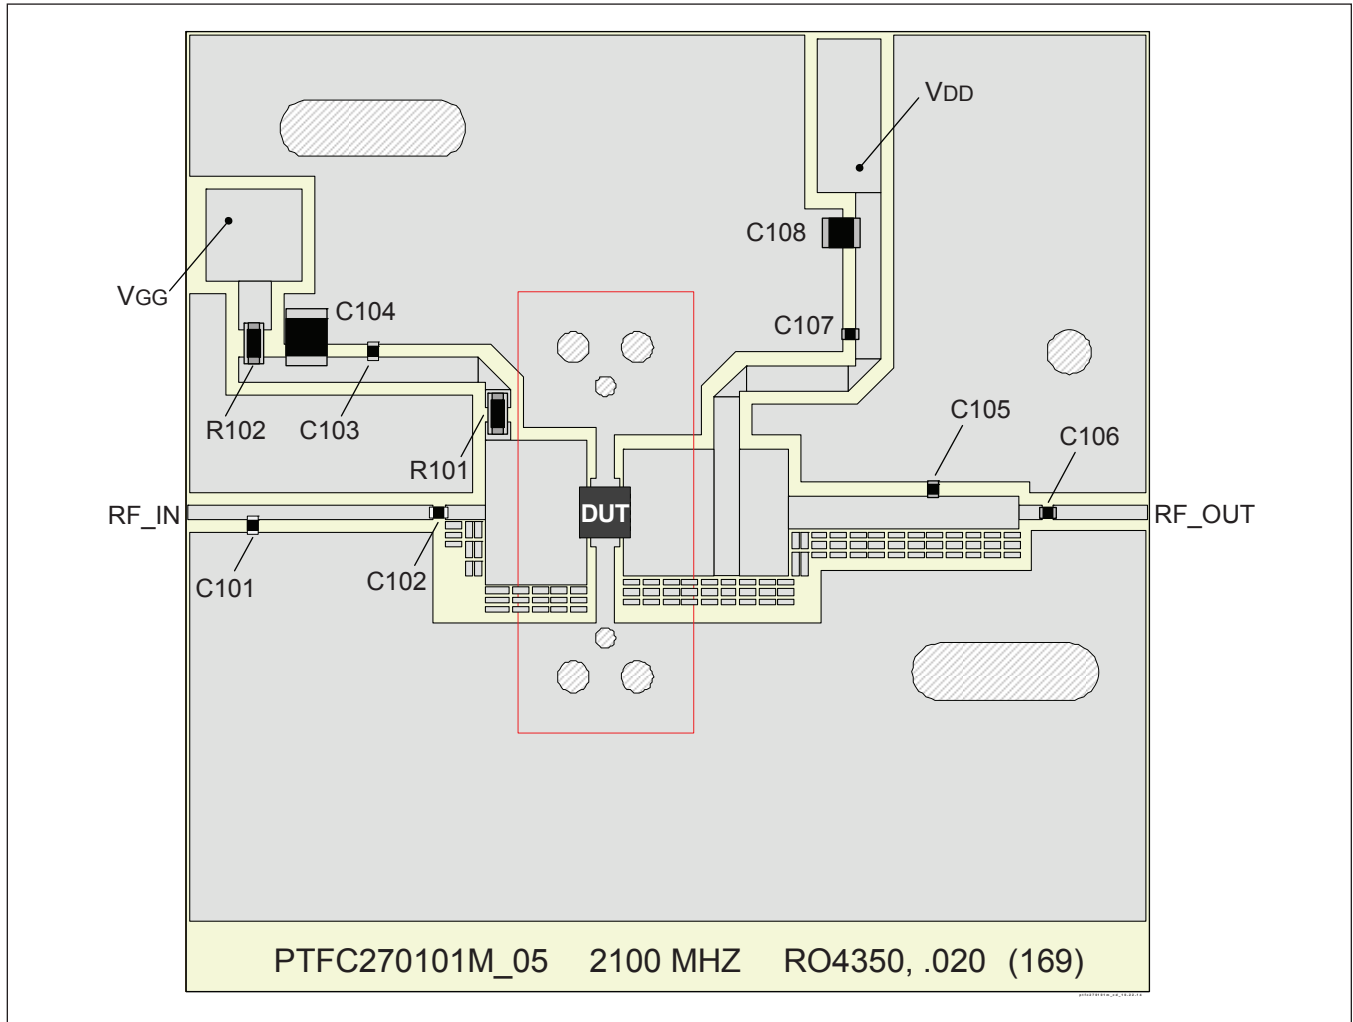 VDD
C108
VGG
C104
C107
R102
C103
R101
C105
C106
RF_IN
DUT
RF_OUT
C101
C102
PTFC270101M_05 2100 MHZ RO4350, .020 (169)